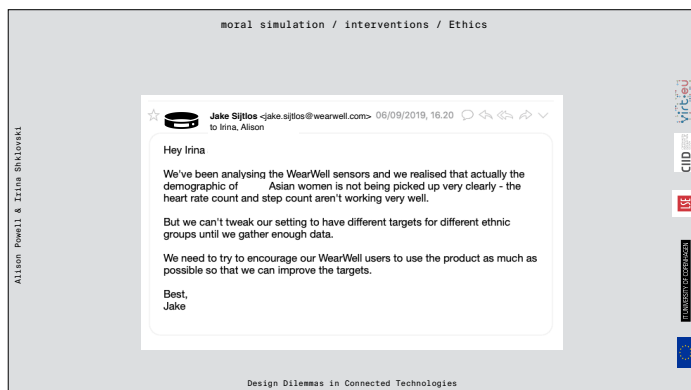 moral simulation / interventions / Ethics
Alison Powell & Irina Shklovski
Jake Sijtlos <jake.sijtlos@wearwell.com> 06/09/2019, 16.20
to Irina, Alison
Hey Irina
We've been analysing the WearWell sensors and we realised that actually the
demographic of Asian women is not being picked up very clearly - the
heart rate count and step count aren't working very well.
But we can't tweak our setting to have different targets for different ethnic
groups until we gather enough data.
We need to try to encourage our WearWell users to use the product as much as
possible so that we can improve the targets.
Best,
Jake
virt-eu
CIID
LSE
IT UNIVERSITY OF COPENHAGEN
Design Dilemmas in Connected Technologies